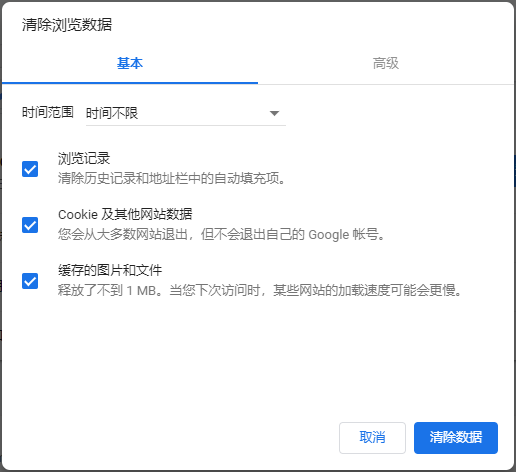 清除浏览数据
基本 高级
时间范围 时间不限
浏览记录
清除历史记录和地址栏中的自动填充项。
Cookie 及其他网站数据
您会从大多数网站退出，但不会退出自己的 Google 帐号。
缓存的图片和文件
释放了不到 1 MB。当您下次访问时，某些网站的加载速度可能会更慢。
取消 清除数据